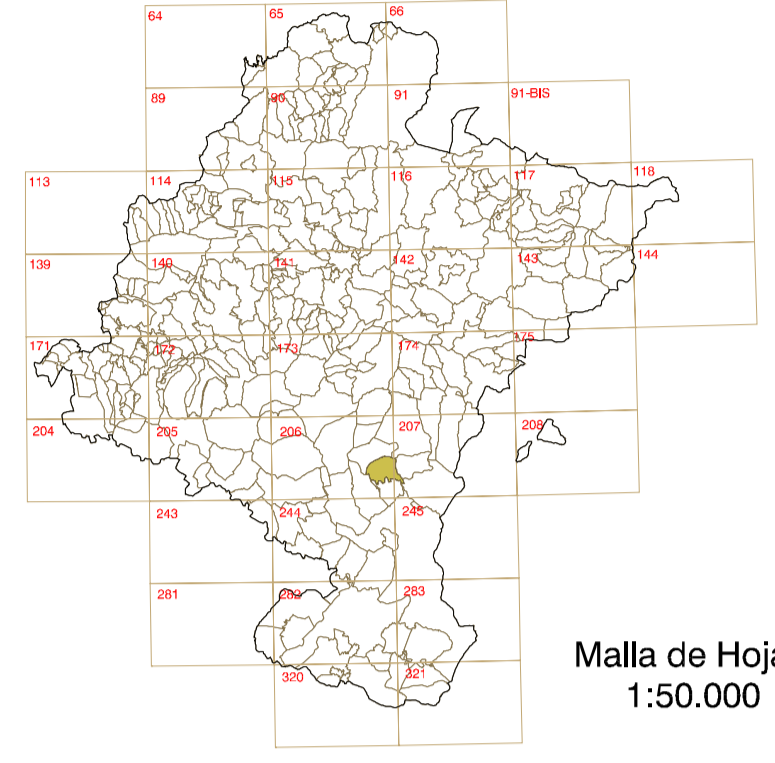 64 65 66
89 90 91 91-BIS
113 114 115 116 117 118
139 140 141 142 143 144
171 172 173 174 175
204 205 206 207 208
243 244 245
281 282 283
320 321
Malla de Hoja
1:50.000